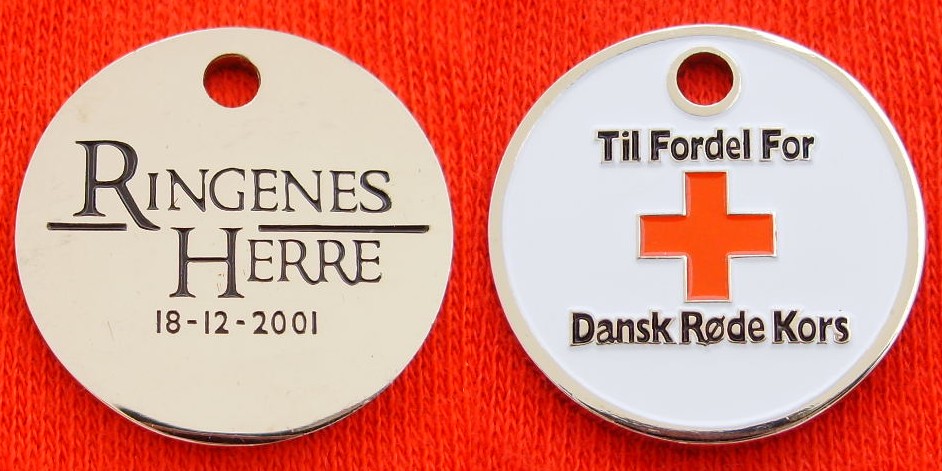 RINGENES
HERRE
18-12-2001
Til Fordel For
Dansk Røde Kors